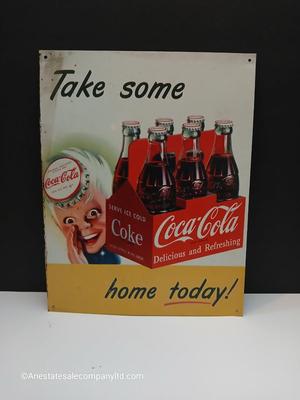 Take some
Coca-Cola
SERVE ICE COLD
Coke
Coca-Cola
Delicious and Refreshing
home today!
©Anestatesalecompanyltd.com